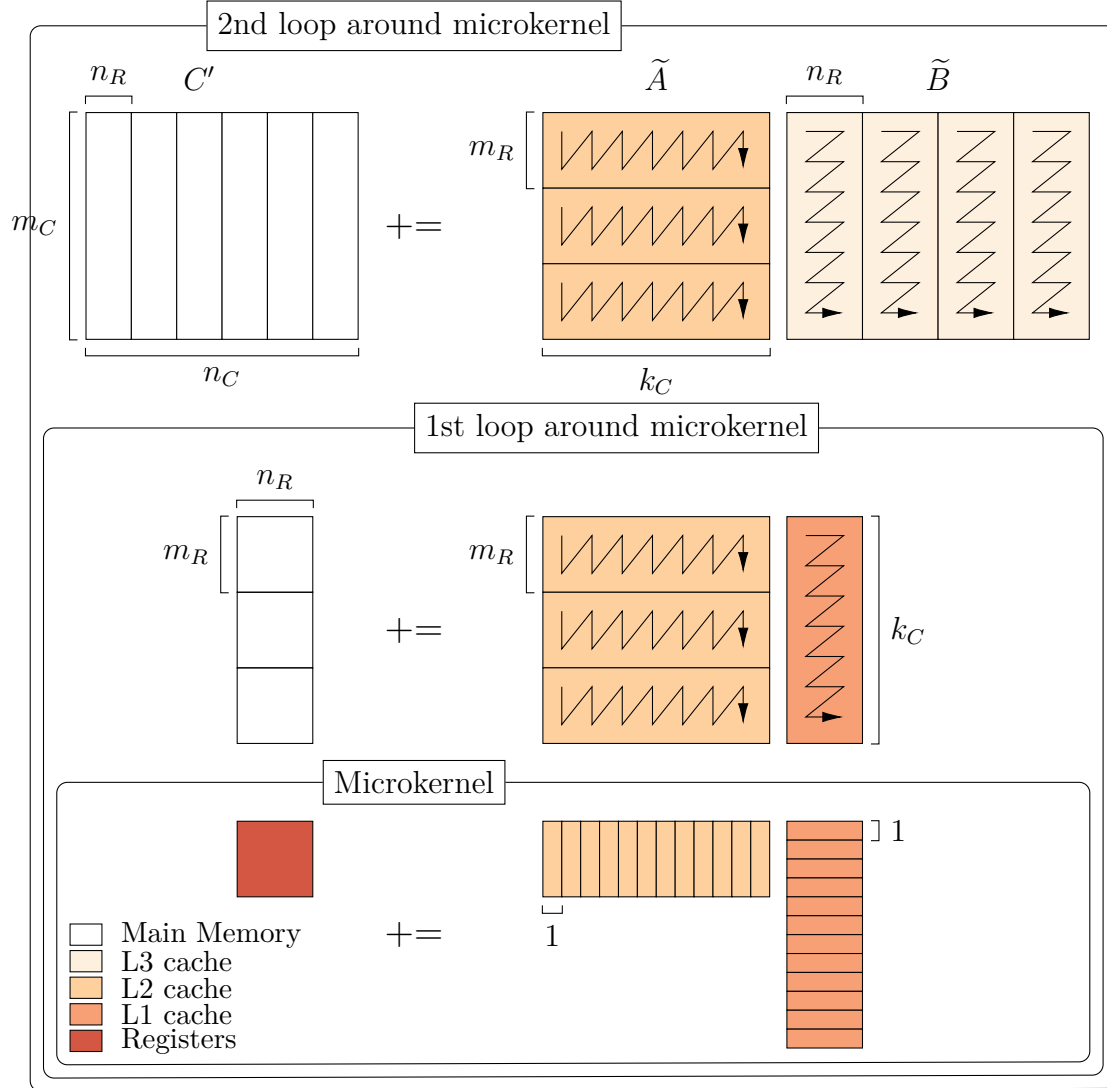 2nd loop around microkernel
n_R C′ Ã n_R B̃
m_R
m_C +=
n_C k_C
1st loop around microkernel
n_R
m_R m_R
+= k_C
Microkernel
1
+= 1
Main Memory
L3 cache
L2 cache
L1 cache
Registers